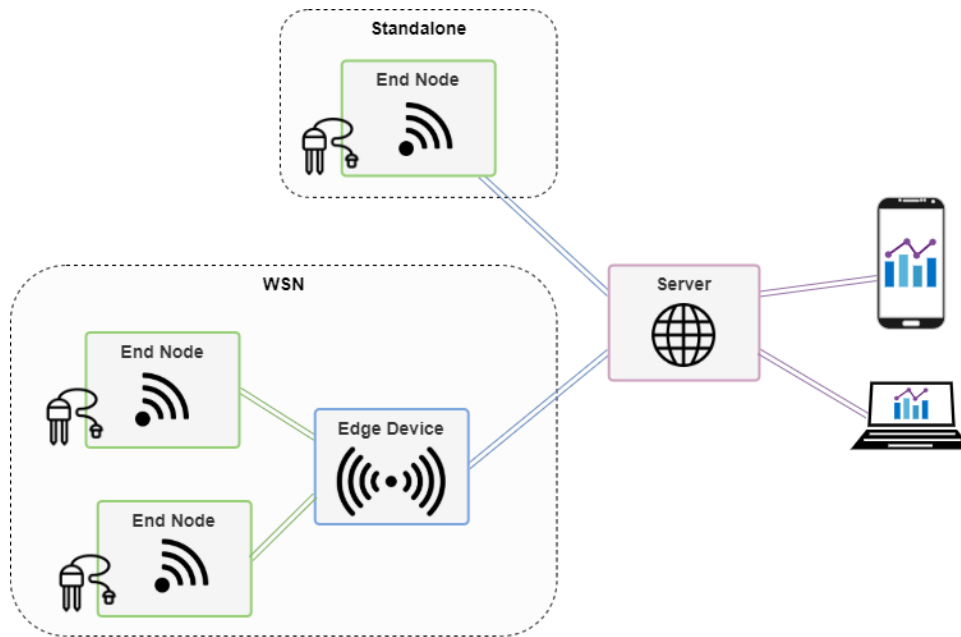 Standalone
End Node
WSN
Server
End Node
Edge Device
End Node